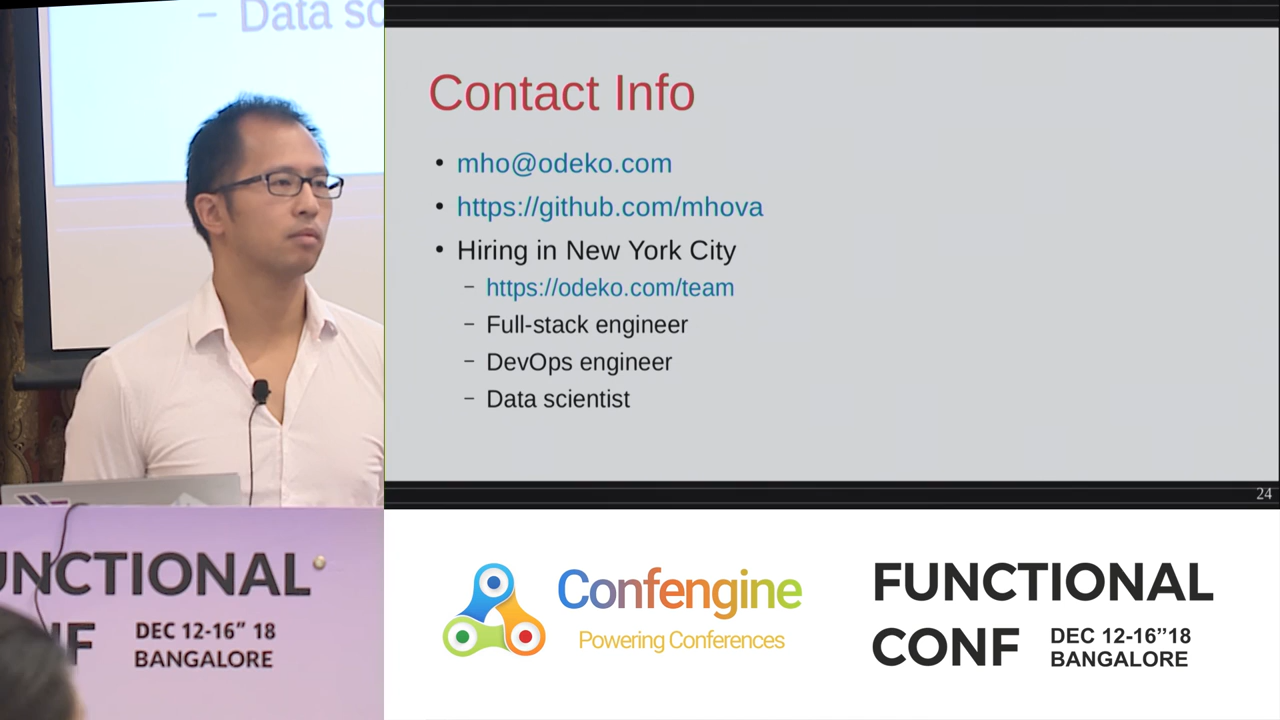 Data sc
Contact Info
mho@odeko.com
https://github.com/mhova
Hiring in New York City
https://odeko.com/team
Full-stack engineer
DevOps engineer
Data scientist
24
UNCTIONAL
NF
DEC 12-16” 18
BANGALORE
Confengine
Powering Conferences
FUNCTIONAL
CONF
DEC 12-16”18
BANGALORE